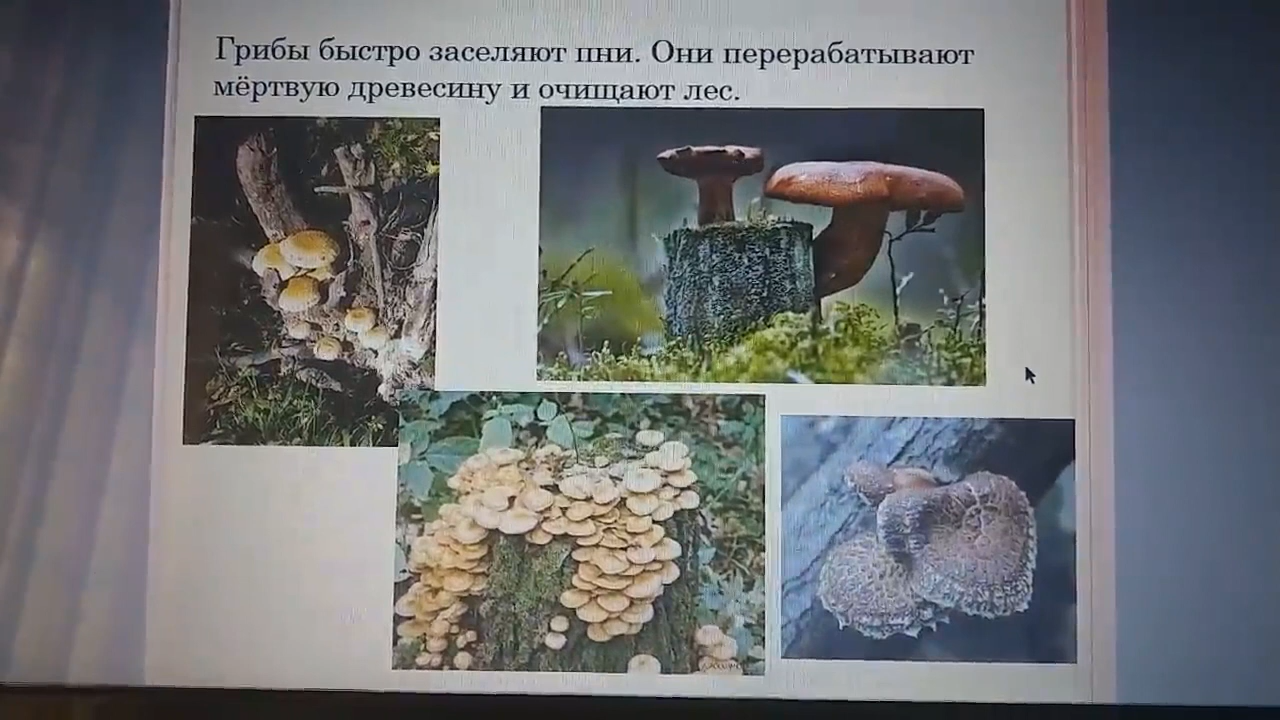 Грибы быстро заселяют пни. Они перерабатывают
мёртвую древесину и очищают лес.